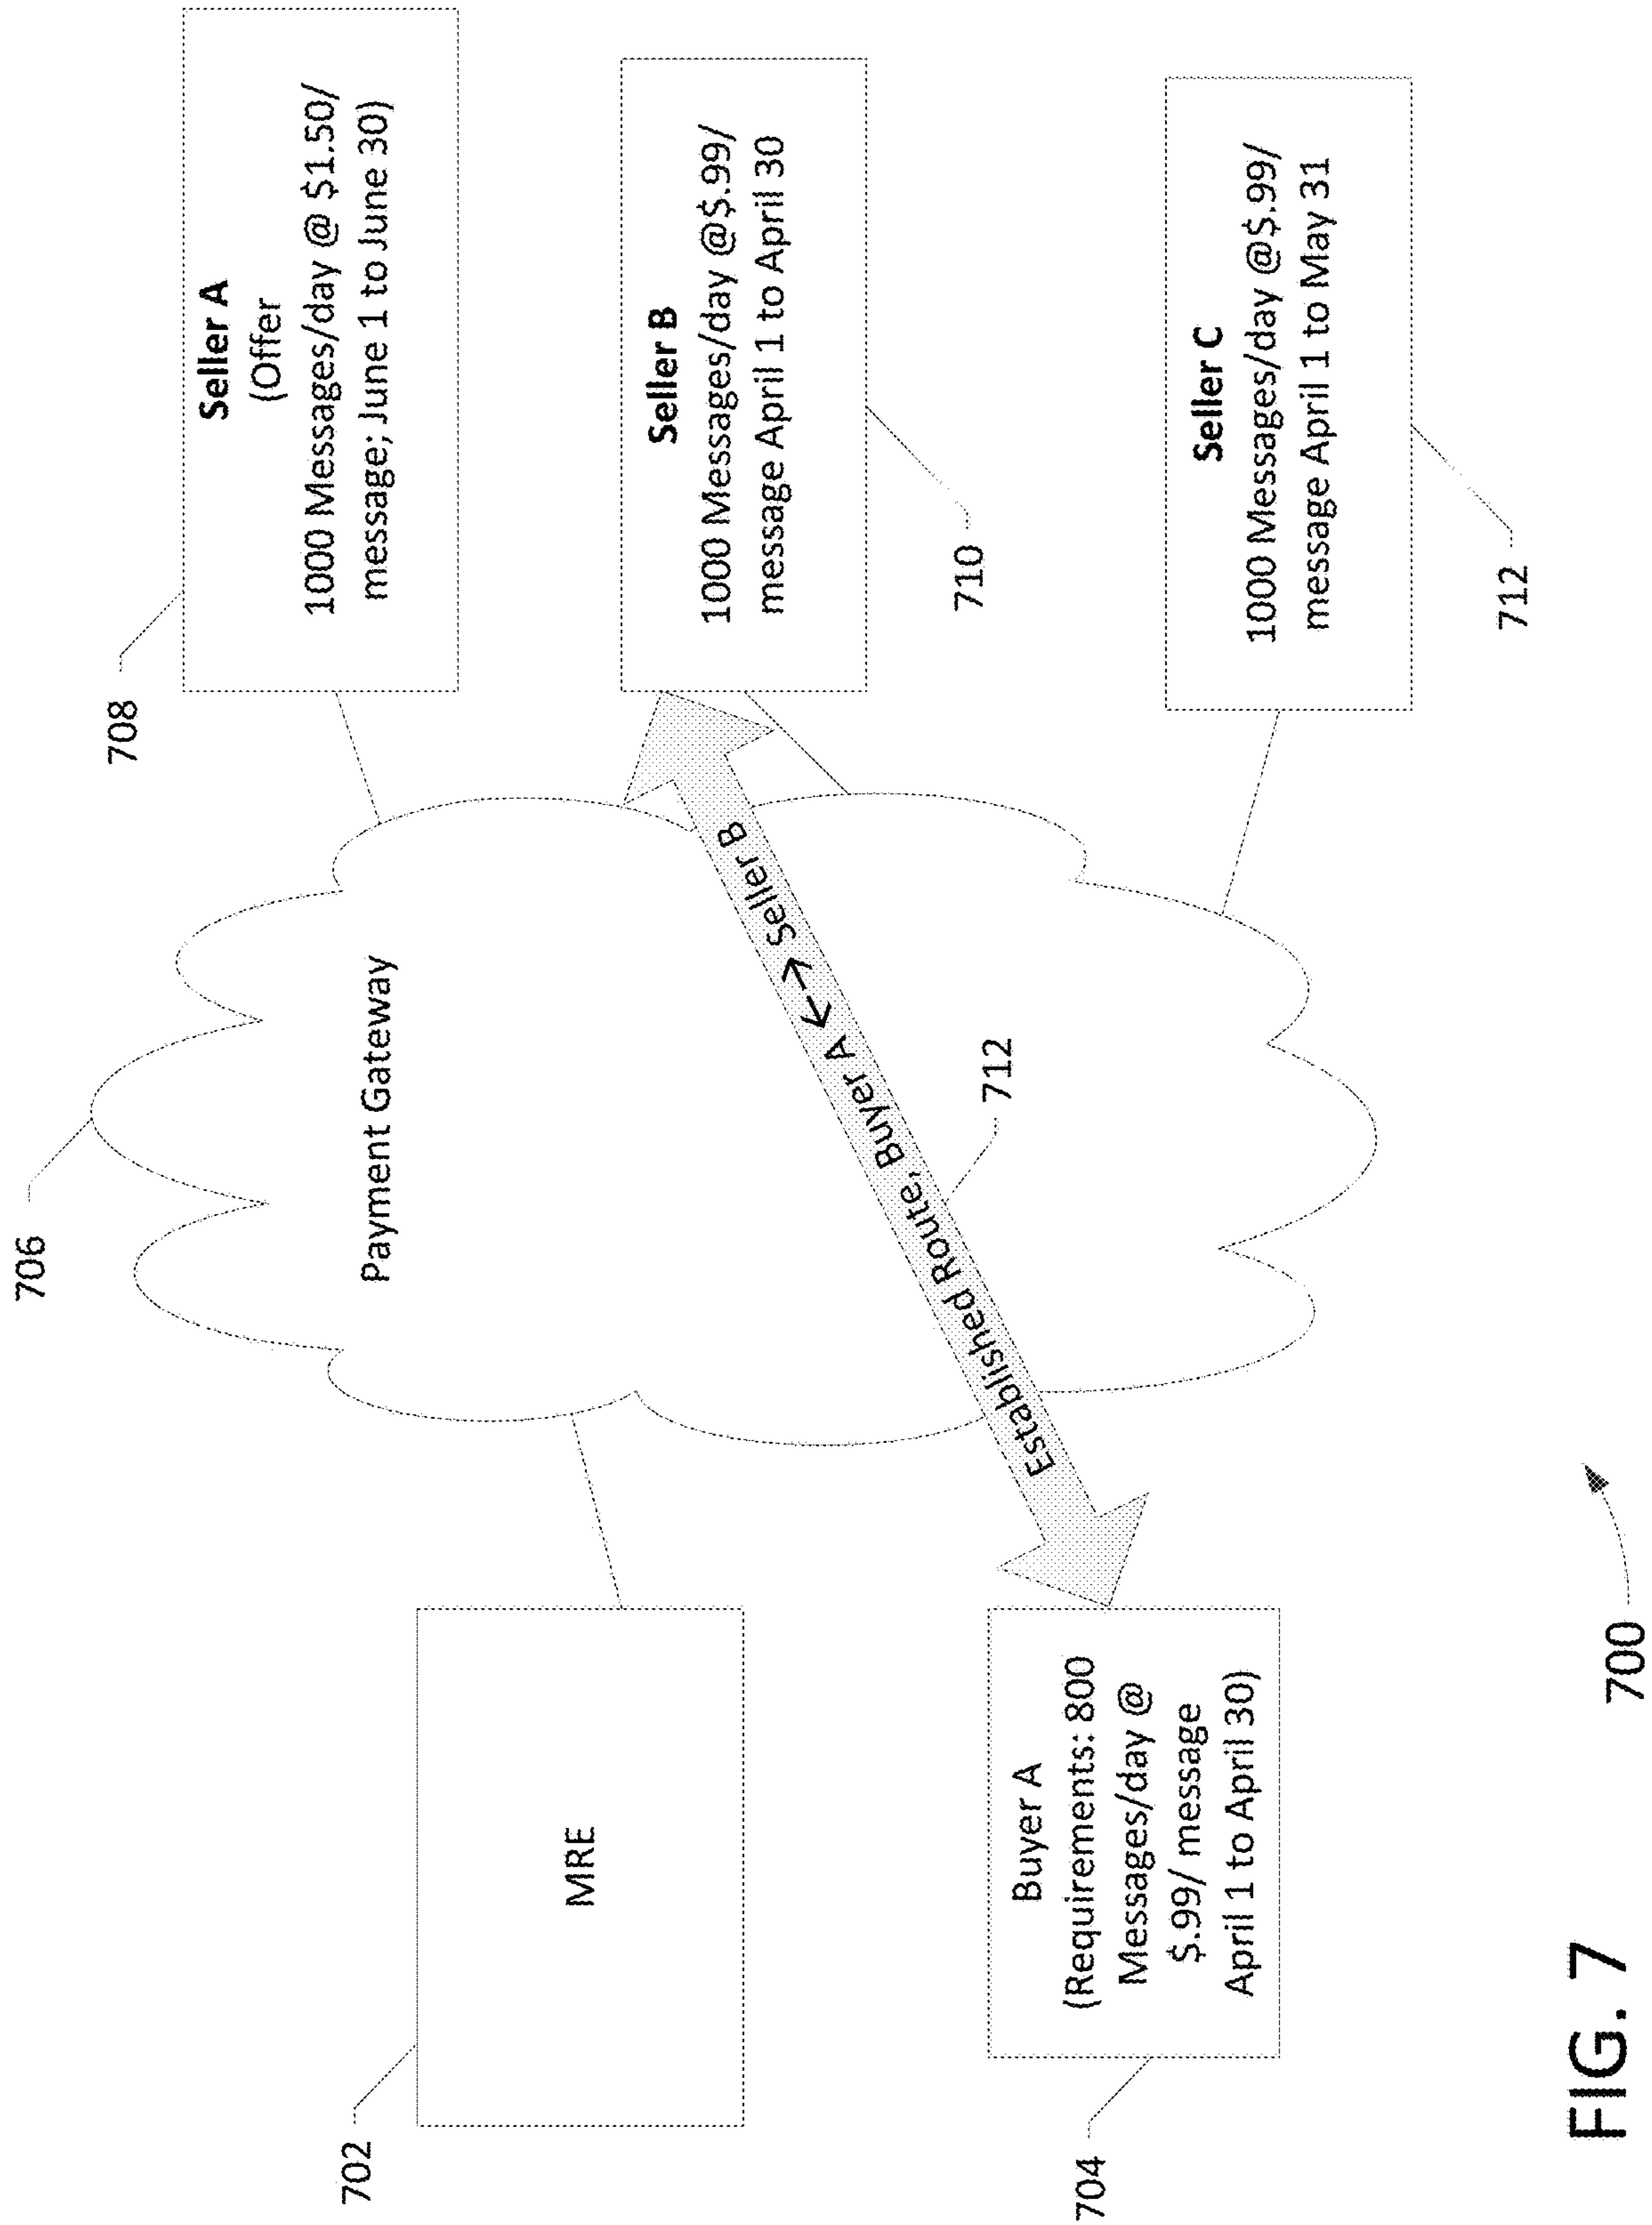 706
Payment Gateway
708
Seller A
(Offer
1000 Messages/day @ $1.50/
message; June 1 to June 30)
702
MRE
Seller B
1000 Messages/day @$.99/
message April 1 to April 30
710
Established Route, Buyer A <--> Seller B
712
704
Buyer A
(Requirements: 800
Messages/day @
$.99/ message
April 1 to April 30)
Seller C
1000 Messages/day @$.99/
message April 1 to May 31
712
700
FIG. 7